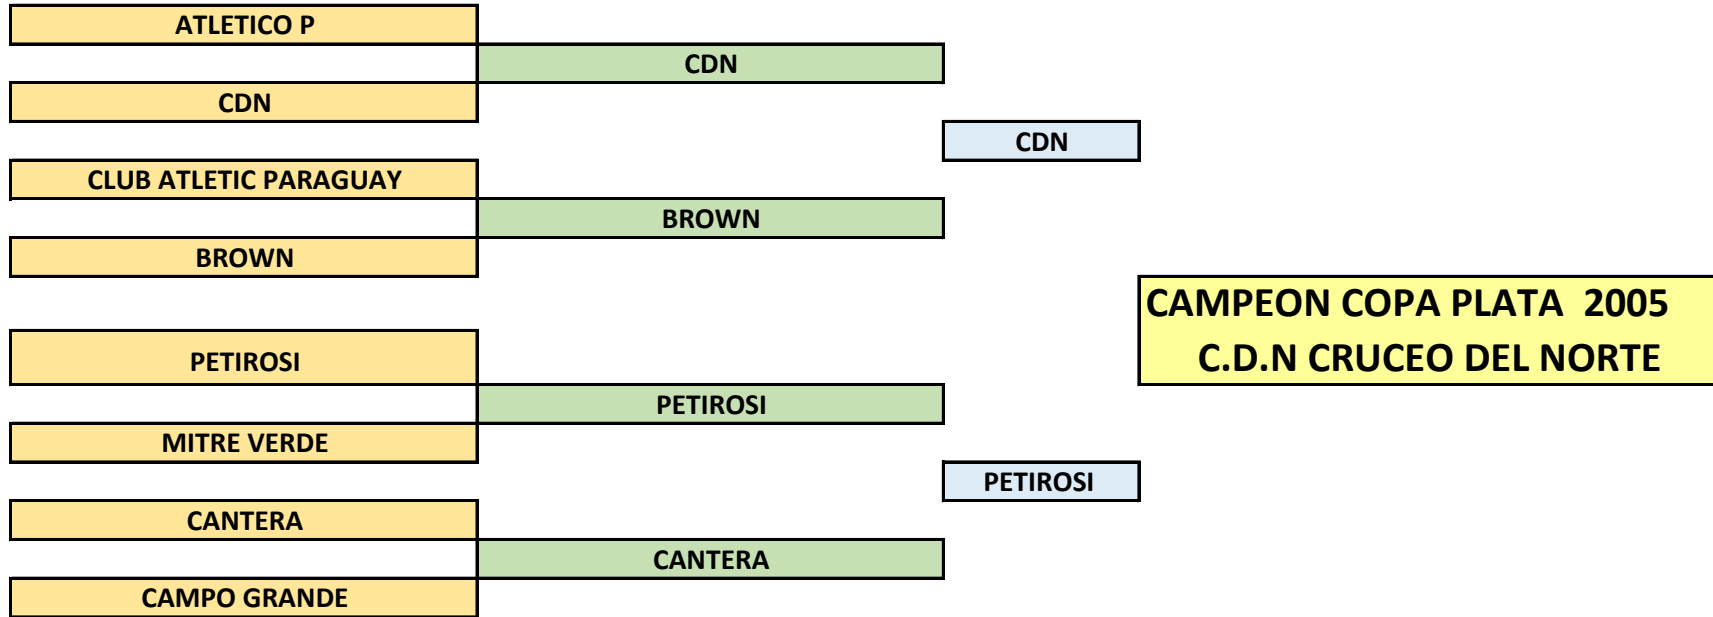 ATLETICO P
CDN
CDN
CDN
CLUB ATLETIC PARAGUAY
BROWN
BROWN
CAMPEON COPA PLATA 2005
C.D.N CRUCEO DEL NORTE
PETIROSI
PETIROSI
MITRE VERDE
PETIROSI
CANTERA
CANTERA
CAMPO GRANDE